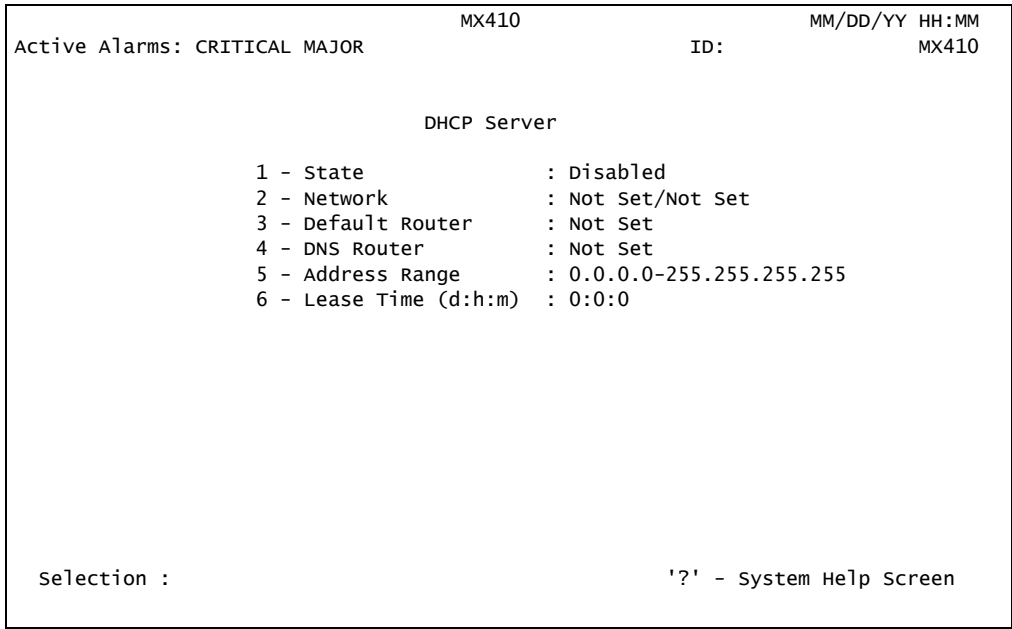 MX410 MM/DD/YY HH:MM
Active Alarms: CRITICAL MAJOR ID: MX410
DHCP Server
1 - State : Disabled
2 - Network : Not Set/Not Set
3 - Default Router : Not Set
4 - DNS Router : Not Set
5 - Address Range : 0.0.0.0-255.255.255.255
6 - Lease Time (d:h:m) : 0:0:0
Selection : '?' - System Help Screen